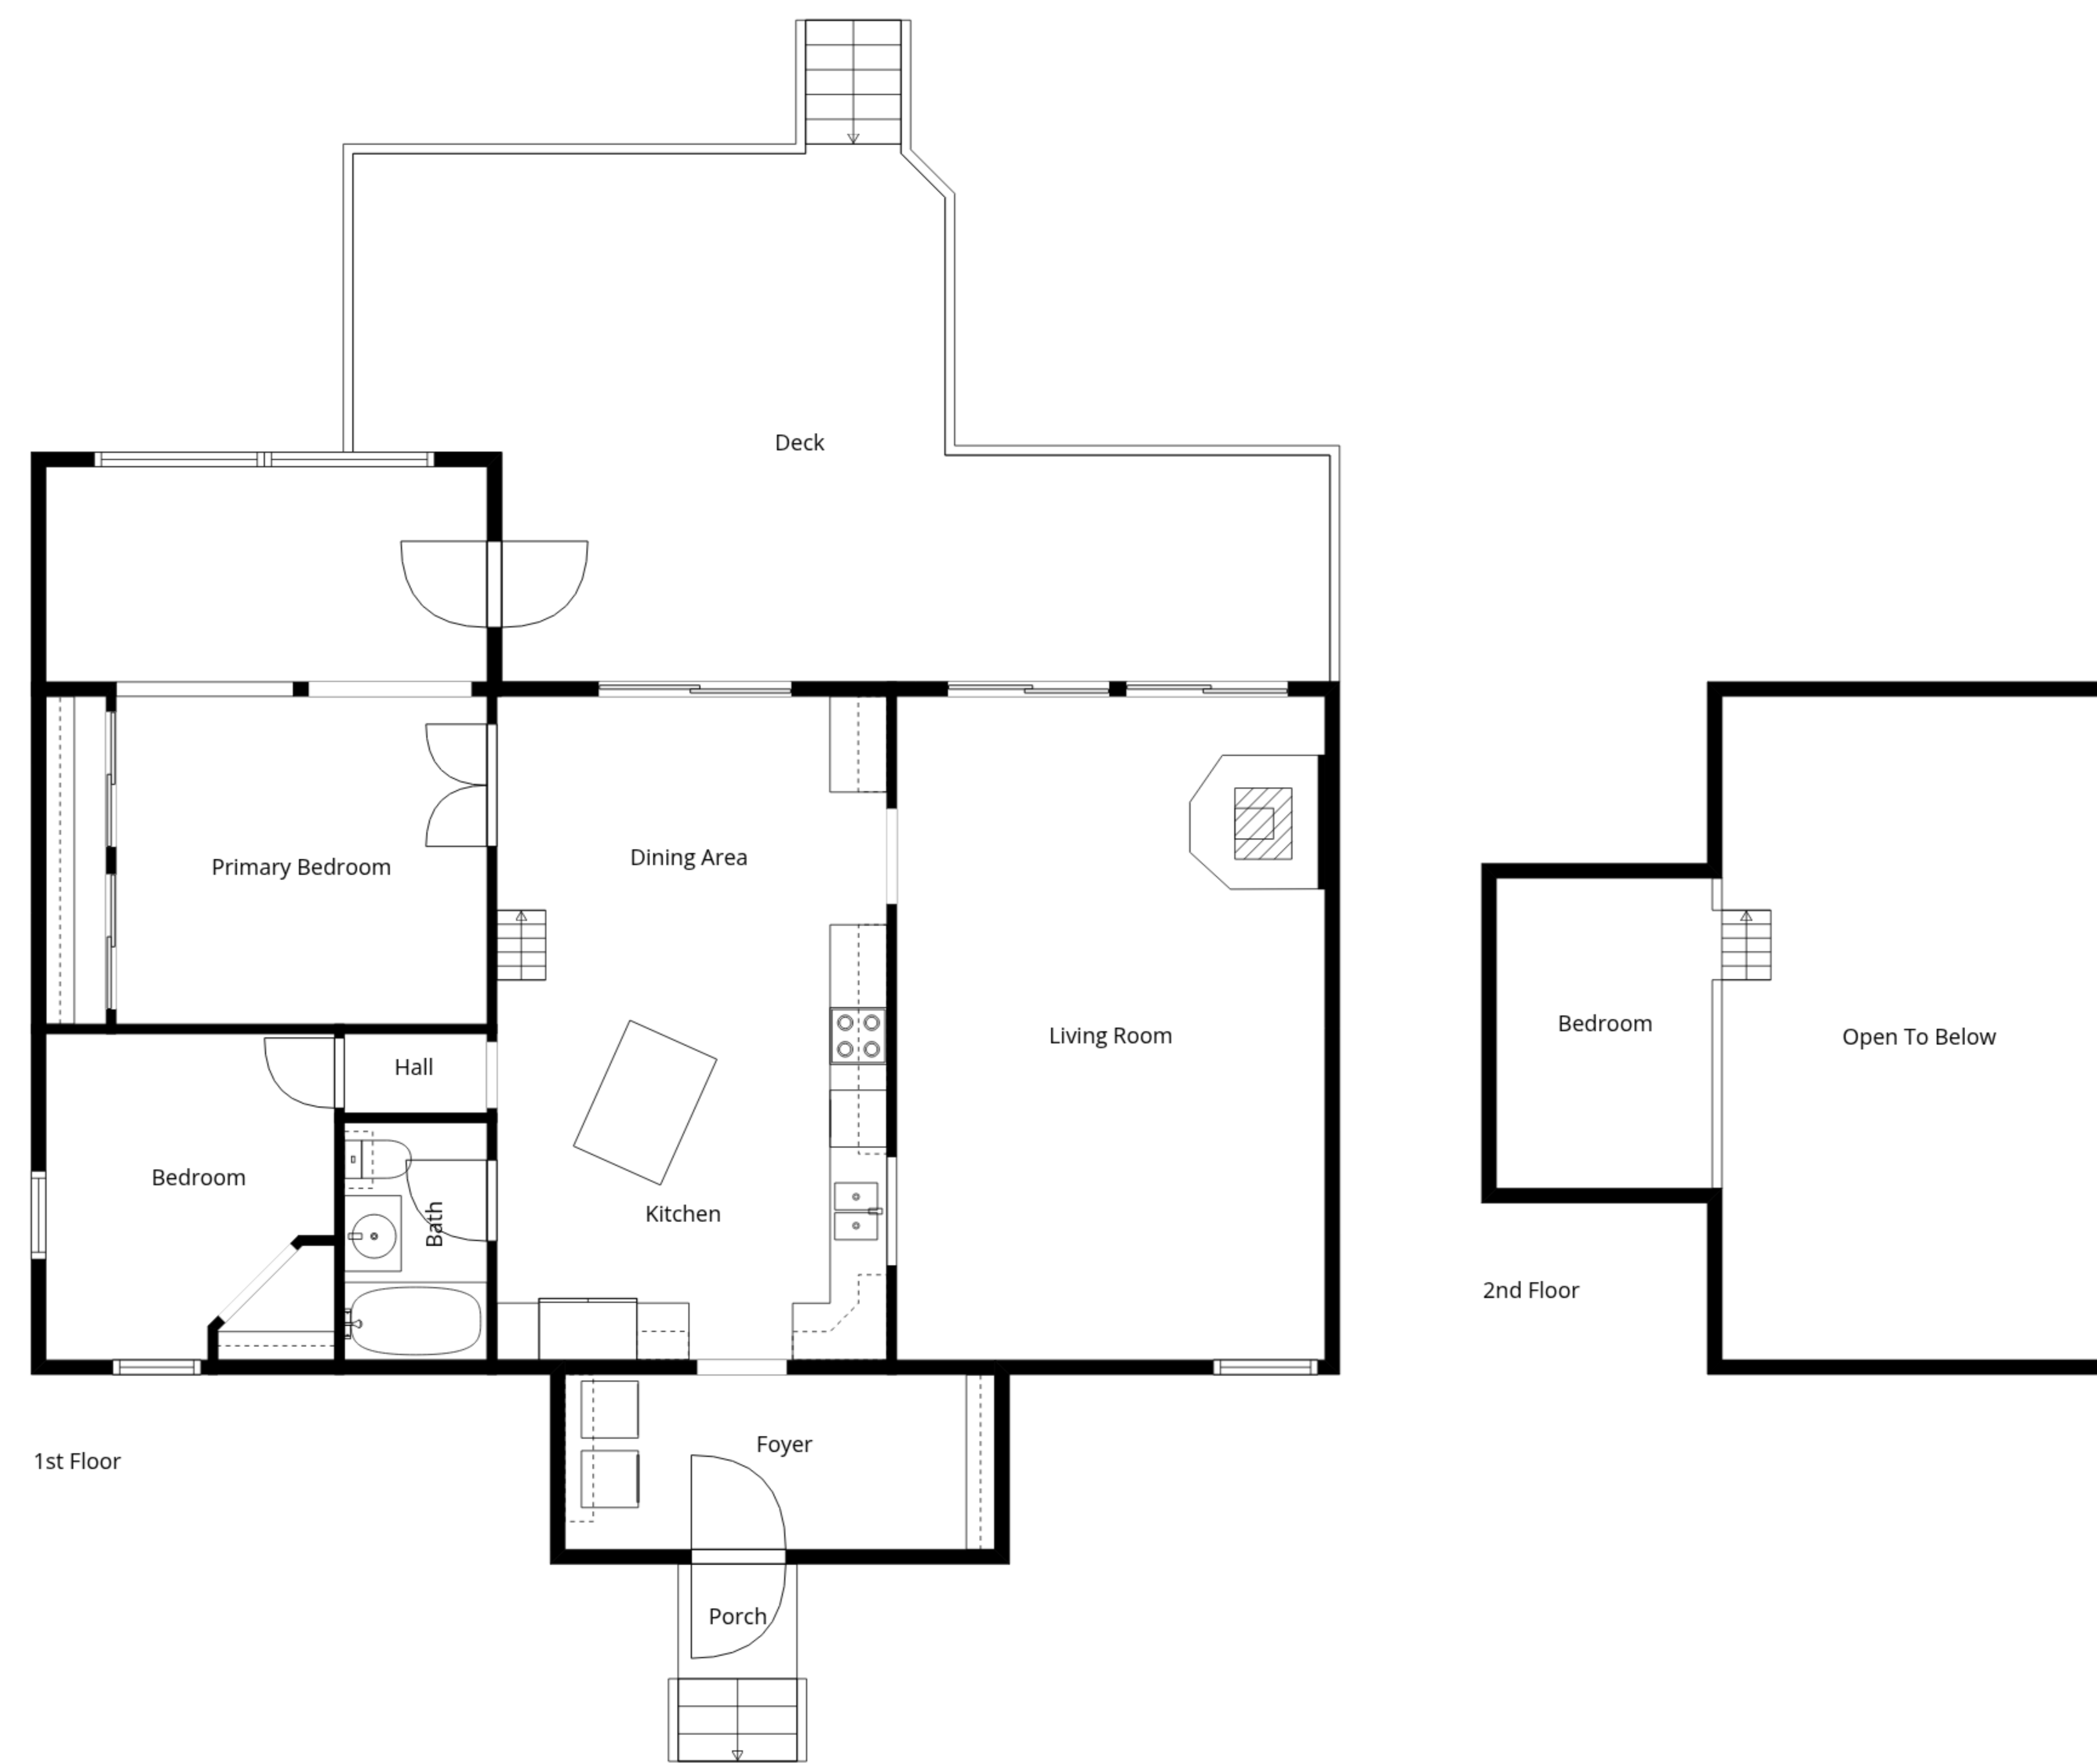 Deck
Primary Bedroom
Dining Area
Hall
Living Room
Bedroom
Bath
Kitchen
Foyer
1st Floor
Porch
Bedroom
Open To Below
2nd Floor